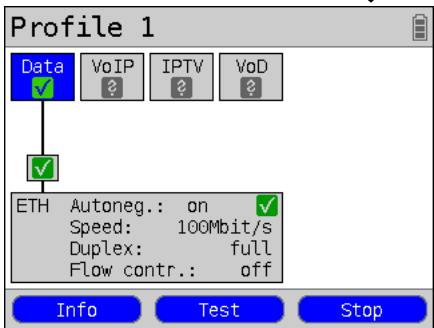 Profile 1
Data VoIP IPTV VoD
? ? ?
ETH Autoneg.: on
Speed: 100Mbit/s
Duplex: full
Flow contr.: off
Info Test Stop